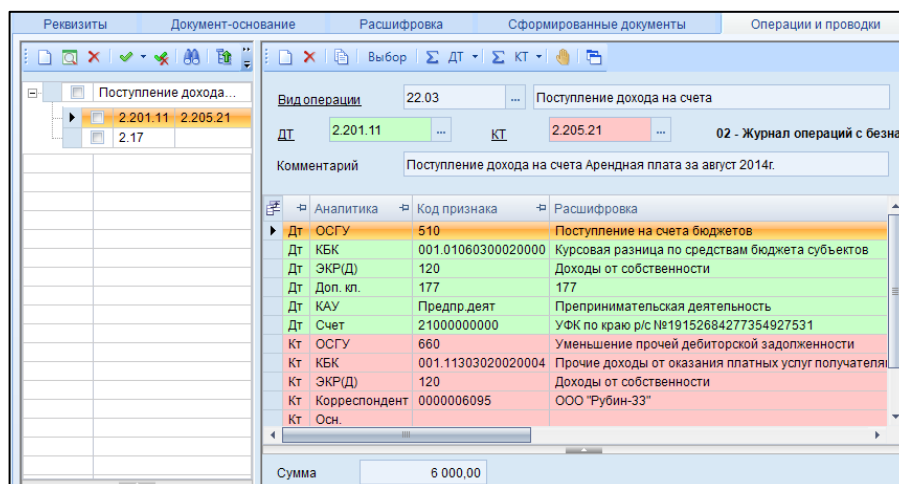 Реквизиты Документ-основание Расшифровка Сформированные документы Операции и проводки
Выбор Σ ДТ Σ КТ
Поступление дохода...
2.201.11 2.205.21
2.17
Вид операции 22.03 ... Поступление дохода на счета
ДТ 2.201.11 ... КТ 2.205.21 ... 02 - Журнал операций с безна
Комментарий Поступление дохода на счета Арендная плата за август 2014г.
Аналитика Код признака Расшифровка
Дт ОСГУ 510 Поступление на счета бюджетов
Дт КБК 001.01060300020000 Курсовая разница по средствам бюджета субъектов
Дт ЭКР(Д) 120 Доходы от собственности
Дт Доп. кл. 177 177
Дт КАУ Предпр.деят Препринимательская деятельность
Дт Счет 21000000000 УФК по краю р/с №19152684277354927531
Кт ОСГУ 660 Уменьшение прочей дебиторской задолженности
Кт КБК 001.11303020020004 Прочие доходы от оказания платных услуг получателя
Кт ЭКР(Д) 120 Доходы от собственности
Кт Корреспондент 0000006095 ООО "Рубин-33"
Кт Осн.
Сумма 6 000,00